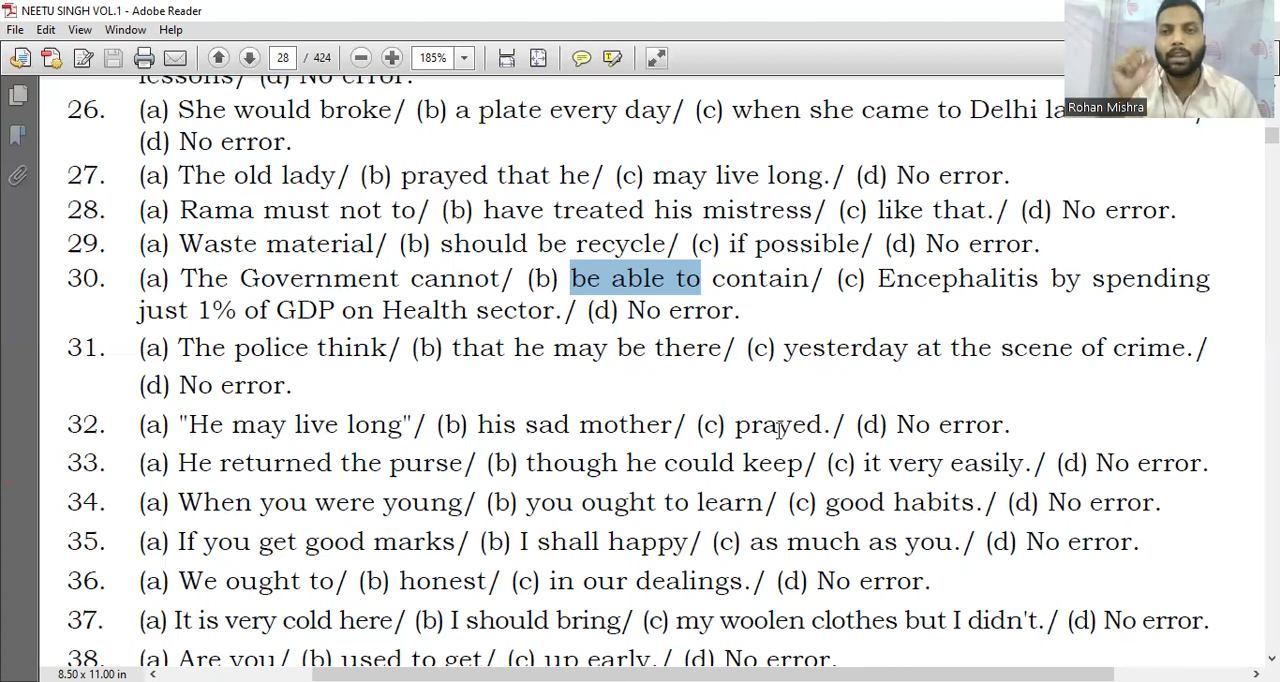 NEETU SINGH VOL.1 - Adobe Reader
File Edit View Window Help
28 / 424 185%
Rohan Mishra
lessons/ (d) No error.
26. (a) She would broke/ (b) a plate every day/ (c) when she came to Delhi
(d) No error.
27. (a) The old lady/ (b) prayed that he/ (c) may live long./ (d) No error.
28. (a) Rama must not to/ (b) have treated his mistress/ (c) like that./ (d) No error.
29. (a) Waste material/ (b) should be recycle/ (c) if possible/ (d) No error.
30. (a) The Government cannot/ (b) be able to contain/ (c) Encephalitis by spending
just 1% of GDP on Health sector./ (d) No error.
31. (a) The police think/ (b) that he may be there/ (c) yesterday at the scene of crime./
(d) No error.
32. (a) "He may live long"/ (b) his sad mother/ (c) prayed./ (d) No error.
33. (a) He returned the purse/ (b) though he could keep/ (c) it very easily./ (d) No error.
34. (a) When you were young/ (b) you ought to learn/ (c) good habits./ (d) No error.
35. (a) If you get good marks/ (b) I shall happy/ (c) as much as you./ (d) No error.
36. (a) We ought to/ (b) honest/ (c) in our dealings./ (d) No error.
37. (a) It is very cold here/ (b) I should bring/ (c) my woolen clothes but I didn't./ (d) No error.
38. (a) Are you/ (b) used to get/ (c) up early./ (d) No error.
8.50 x 11.00 in